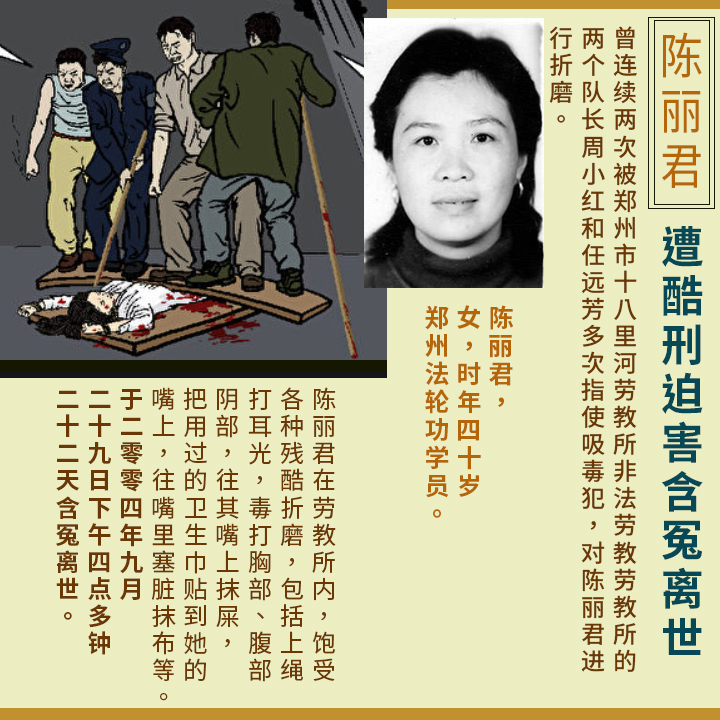 陈丽君
遭酷刑迫害含冤离世
曾连续两次被郑州市十八里河劳教所非法劳教劳教所的
两个队长周小红和任远芳多次指使吸毒犯，对陈丽君进
行折磨。
陈丽君，
女，时年四十岁
郑州法轮功学员。
陈丽君在劳教所内，饱受
各种残酷折磨，包括上绳
打耳光，毒打胸部、腹部
阴部，往其嘴上抹屎，
把用过的卫生巾贴到她的
嘴上，往嘴里塞脏抹布等。
于二零零四年九月
二十九日下午四点多钟
二十二天含冤离世。